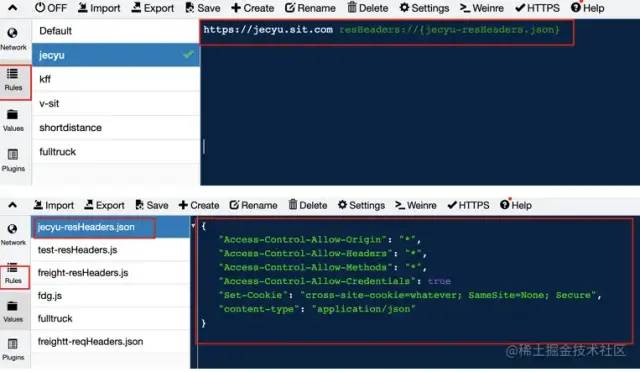 OFF Import Export Save Create Rename Delete Settings Weinre HTTPS Help
Network
Rules
Values
Plugins
Default
jecyu
kff
v-sit
shortdistance
fulltruck
https://jecyu.sit.com resHeaders://{jecyu-resHeaders.json}
Import Export Save Create Rename Delete Settings Weinre HTTPS Help
Network
Rules
Values
Plugins
jecyu-resHeaders.json
test-resHeaders.js
freight-resHeaders.js
fdg.js
fulltruck
freightt-reqHeaders.json
{
"Access-Control-Allow-Origin": "*",
"Access-Control-Allow-Headers": "*",
"Access-Control-Allow-Methods": "*",
"Access-Control-Allow-Credentials": true
"Set-Cookie": "cross-site-cookie=whatever; SameSite=None; Secure",
"content-type": "application/json"
}
@稀土掘金技术社区